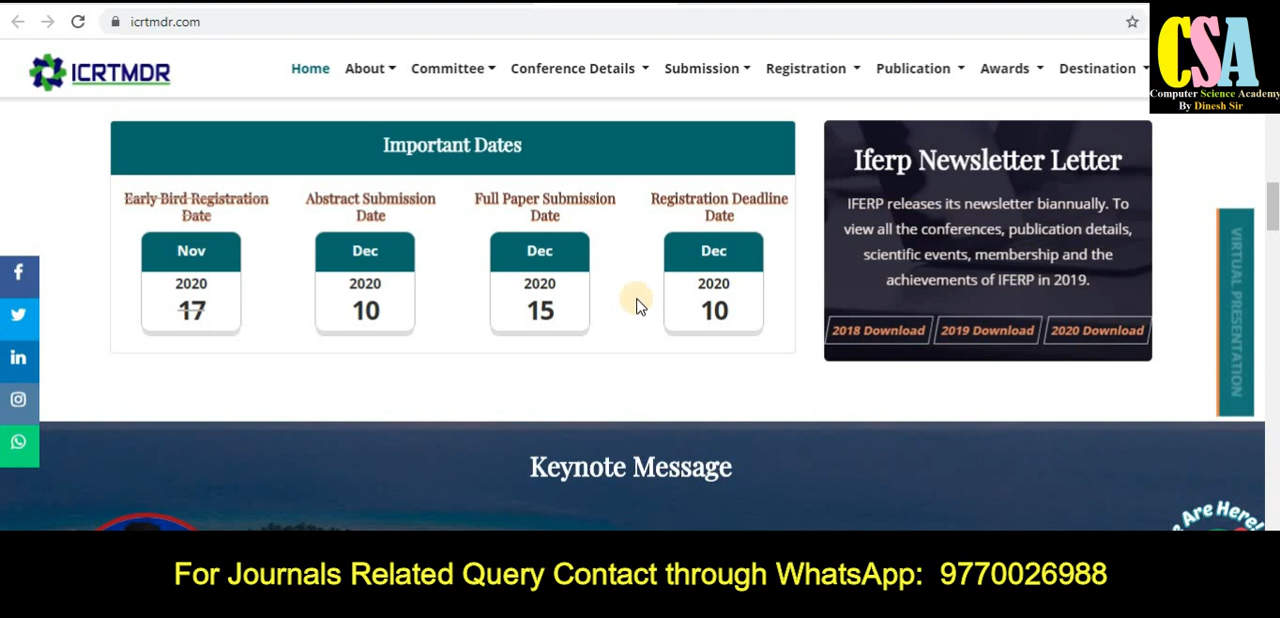 icrtmdr.com
ICRTMDR
Home About Committee Conference Details Submission Registration Publication Awards Destination
CSA
Computer Science Academy
By Dinesh Sir
Important Dates
Early Bird Registration Date
Nov
2020
17
Abstract Submission Date
Dec
2020
10
Full Paper Submission Date
Dec
2020
15
Registration Deadline Date
Dec
2020
10
Iferp Newsletter Letter
IFERP releases its newsletter biannually. To
view all the conferences, publication details,
scientific events, membership and the
achievements of IFERP in 2019.
2018 Download 2019 Download 2020 Download
VIRTUAL PRESENTATION
Keynote Message
Are Here!
For Journals Related Query Contact through WhatsApp: 9770026988